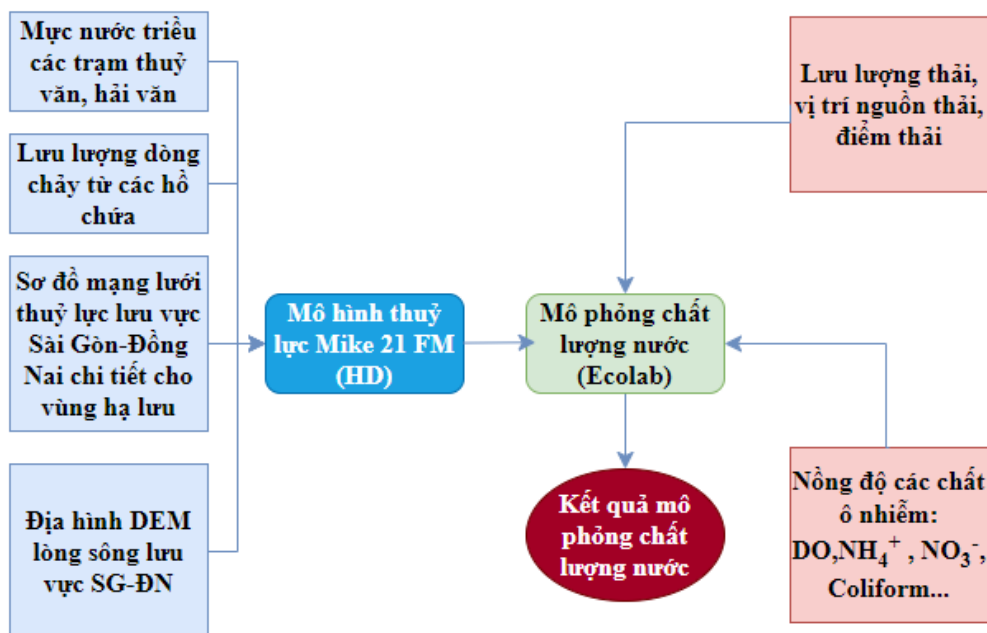 Mực nước triều
các trạm thuỷ
văn, hải văn
Lưu lượng dòng
chảy từ các hồ
chứa
Sơ đồ mạng lưới
thuỷ lực lưu vực
Sài Gòn-Đồng
Nai chi tiết cho
vùng hạ lưu
Địa hình DEM
lòng sông lưu
vực SG-ĐN
Mô hình thuỷ
lực Mike 21 FM
(HD)
Mô phỏng chất
lượng nước
(Ecolab)
Kết quả mô
phỏng chất
lượng nước
Lưu lượng thải,
vị trí nguồn thải,
điểm thải
Nồng độ các chất
ô nhiễm:
DO,NH₄⁺ , NO₃⁻,
Coliform...